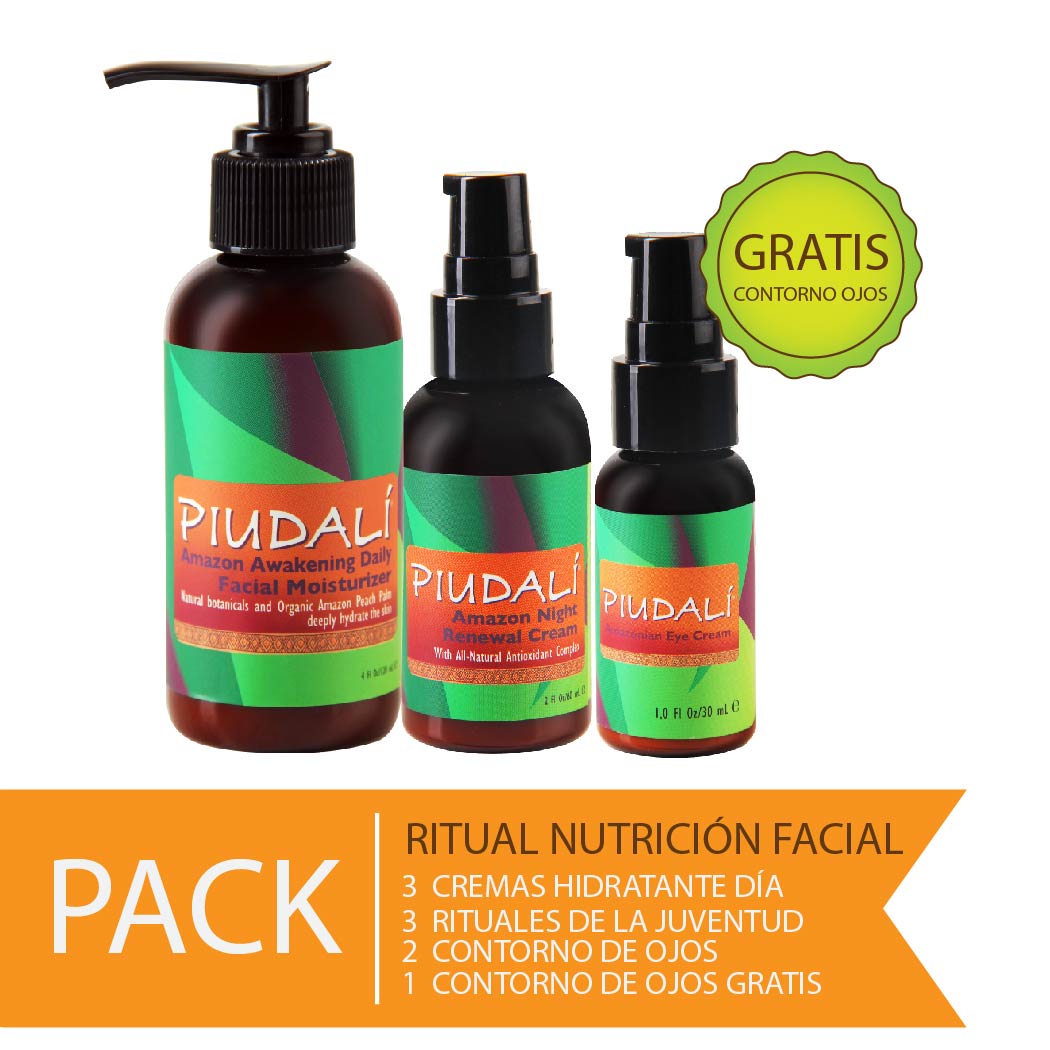 GRATIS
CONTORNO OJOS
PIUDALÍ
Amazon Awakening Daily
Facial Moisturizer
Natural botanicals and Organic Amazon Peach Palm
deeply hydrate the skin
PIUDALÍ
Amazon Night
Renewal Cream
With All-Natural Antioxidant Complex
2 Fl Oz/60 mL
PIUDALÍ
Amazonian Eye Cream
1.0 Fl Oz/30 mL ℮
PACK
RITUAL NUTRICIÓN FACIAL
3 CREMAS HIDRATANTE DÍA
3 RITUALES DE LA JUVENTUD
2 CONTORNO DE OJOS
1 CONTORNO DE OJOS GRATIS